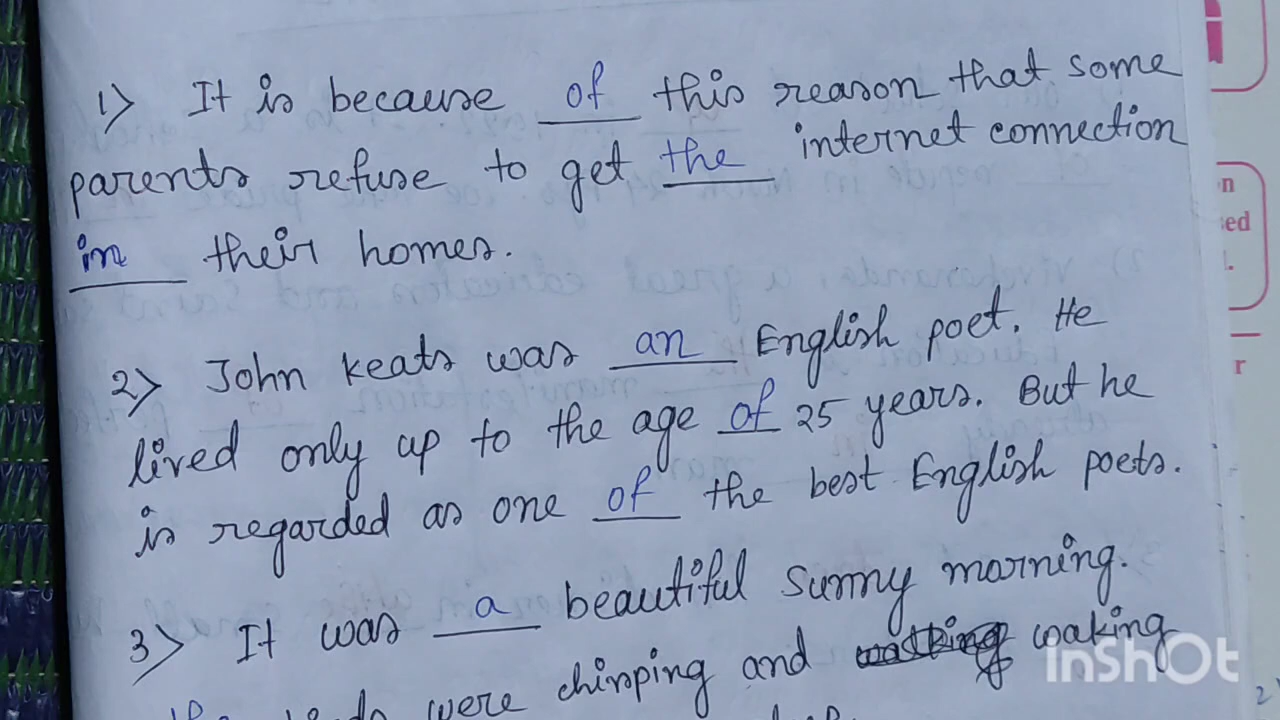 1) It is because of this reason that some
parents refuse to get the internet connection
in their homes.
2) John Keats was an English poet. He
lived only up to the age of 25 years. But he
is regarded as one of the best English poets.
3) It was a beautiful sunny morning.
were chirping and waking
InShOt
n
ed
r